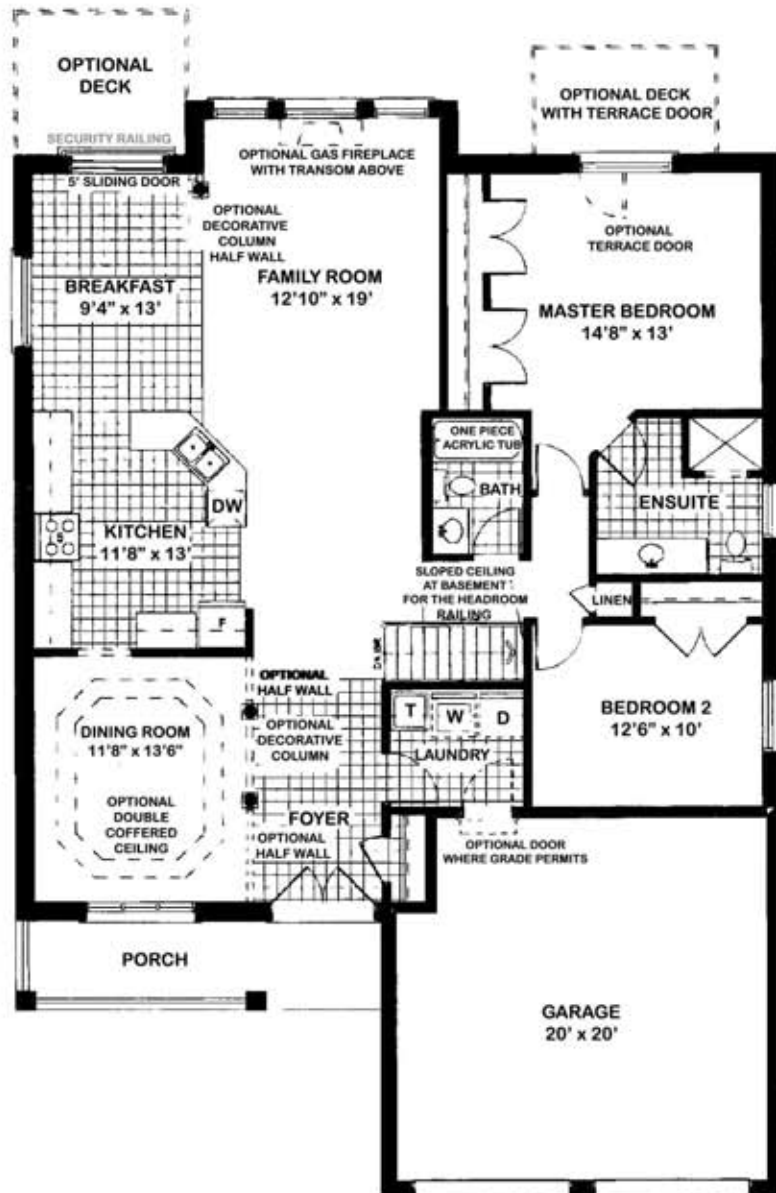 OPTIONAL
DECK
SECURITY RAILING
5' SLIDING DOOR
OPTIONAL DECK
WITH TERRACE DOOR
OPTIONAL GAS FIREPLACE
WITH TRANSOM ABOVE
OPTIONAL
DECORATIVE
COLUMN
HALF WALL
OPTIONAL
TERRACE DOOR
BREAKFAST
9'4" x 13'
FAMILY ROOM
12'10" x 19'
MASTER BEDROOM
14'8" x 13'
ONE PIECE
ACRYLIC TUB
BATH
ENSUITE
DW
S
KITCHEN
11'8" x 13'
F
SLOPED CEILING
AT BASEMENT
FOR THE HEADROOM
RAILING
LINEN
OPTIONAL
HALF WALL
DINING ROOM
11'8" x 13'6"
OPTIONAL
DECORATIVE
COLUMN
T
W
D
LAUNDRY
BEDROOM 2
12'6" x 10'
OPTIONAL
DOUBLE
COFFERED
CEILING
FOYER
OPTIONAL
HALF WALL
OPTIONAL DOOR
WHERE GRADE PERMITS
PORCH
GARAGE
20' x 20'